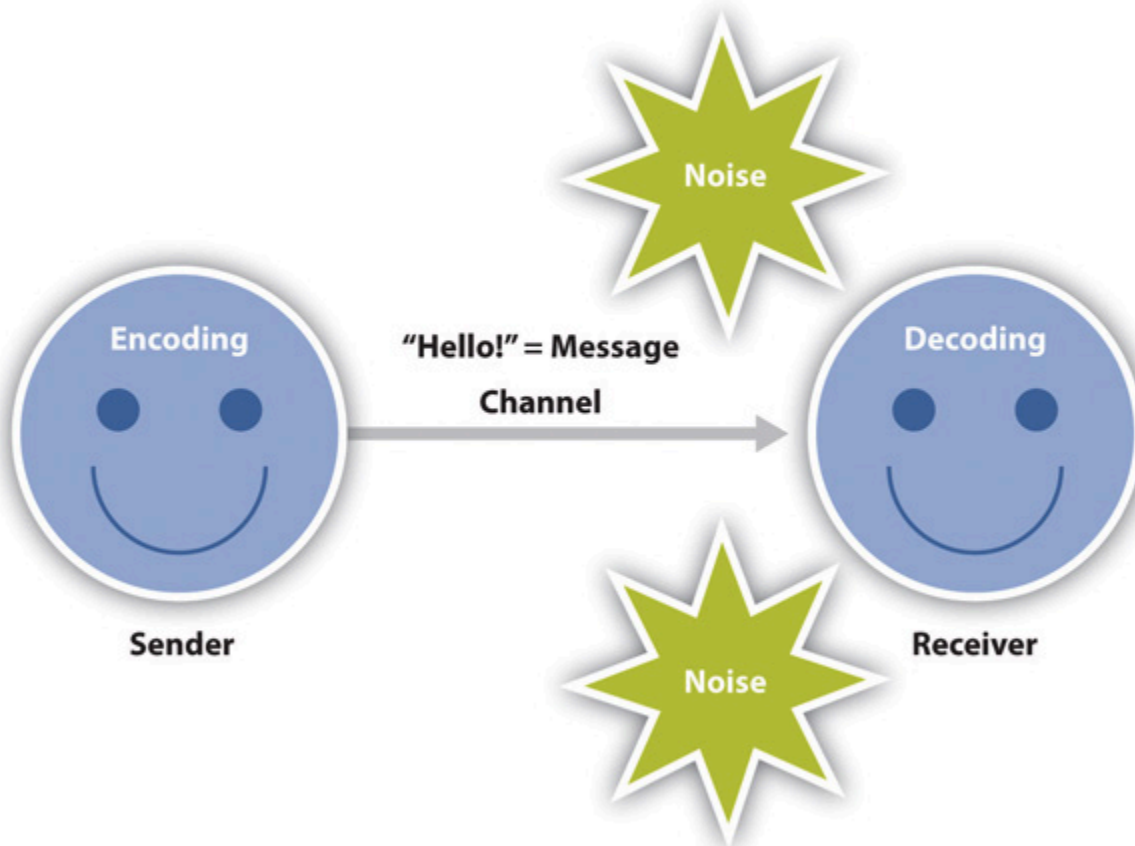 Noise
Encoding
“Hello!” = Message
Channel
Decoding
Sender
Receiver
Noise